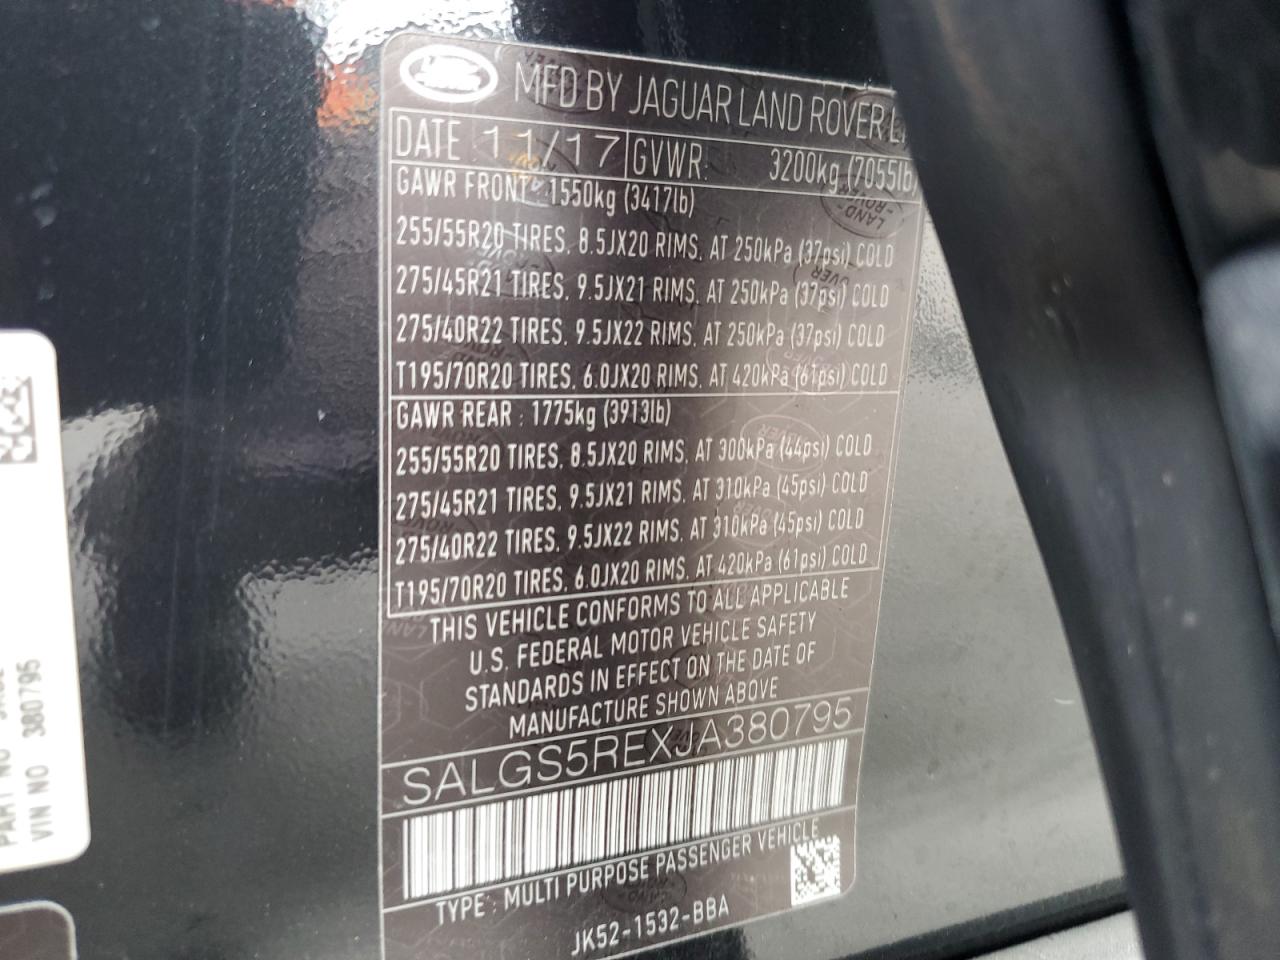 MFD BY JAGUAR LAND ROVER
DATE 11/17 GVWR: 3200kg (7055lb)
GAWR FRONT : 1550kg (3417lb)
255/55R20 TIRES, 8.5JX20 RIMS, AT 250kPa (37psi) COLD
275/45R21 TIRES, 9.5JX21 RIMS, AT 250kPa (37psi) COLD
275/40R22 TIRES, 9.5JX22 RIMS, AT 250kPa (37psi) COLD
T195/70R20 TIRES, 6.0JX20 RIMS, AT 420kPa (61psi) COLD
GAWR REAR : 1775kg (3913lb)
255/55R20 TIRES, 8.5JX20 RIMS, AT 300kPa (44psi) COLD
275/45R21 TIRES, 9.5JX21 RIMS, AT 310kPa (45psi) COLD
275/40R22 TIRES, 9.5JX22 RIMS, AT 310kPa (45psi) COLD
T195/70R20 TIRES, 6.0JX20 RIMS, AT 420kPa (61psi) COLD
THIS VEHICLE CONFORMS TO ALL APPLICABLE
U.S. FEDERAL MOTOR VEHICLE SAFETY
STANDARDS IN EFFECT ON THE DATE OF
MANUFACTURE SHOWN ABOVE
SALGS5REXJA380795
TYPE : MULTI PURPOSE PASSENGER VEHICLE
JK52-1532-BBA
PART NO
VIN NO 380795